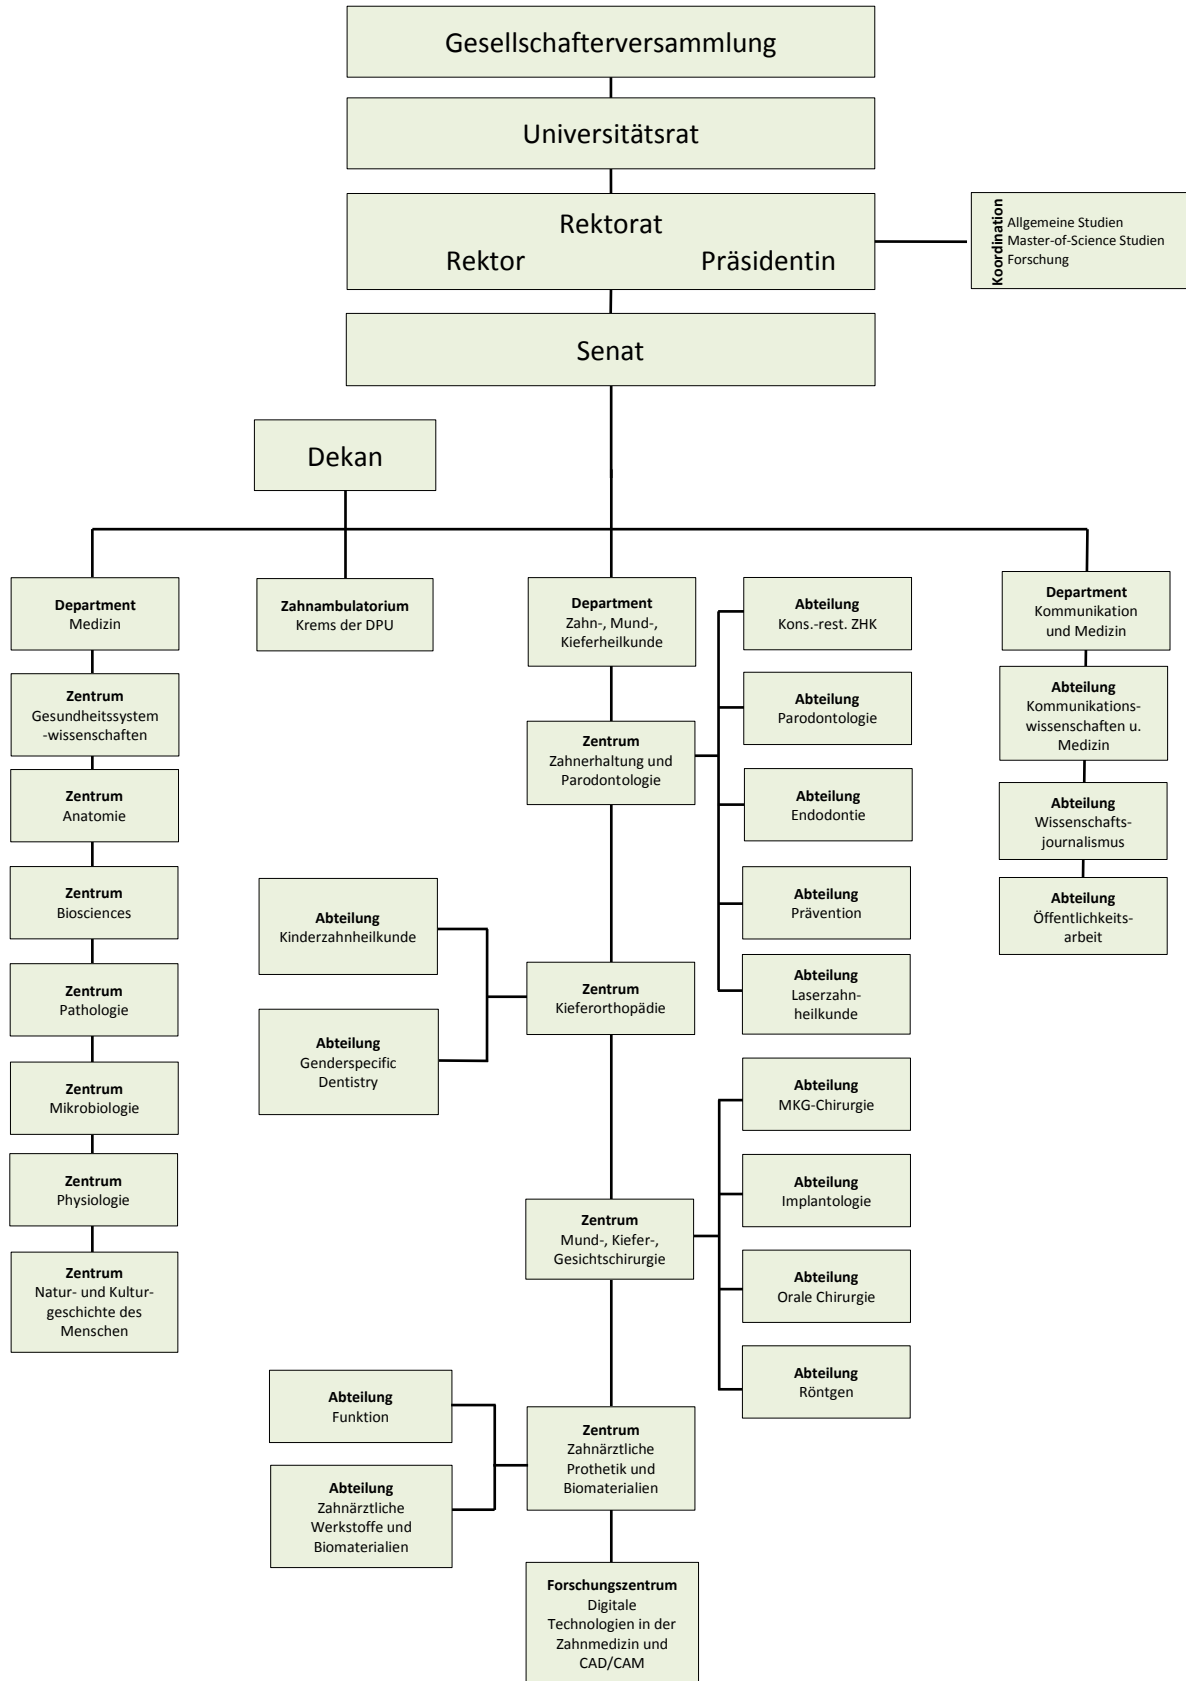 Gesellschafterversammlung
Universitätsrat
Rektorat
Rektor Präsidentin
Koordination
Allgemeine Studien
Master-of-Science Studien
Forschung
Senat
Dekan
Department
Medizin
Zentrum
Gesundheitssystem
-wissenschaften
Zentrum
Anatomie
Zentrum
Biosciences
Zentrum
Pathologie
Zentrum
Mikrobiologie
Zentrum
Physiologie
Zentrum
Natur- und Kultur-
geschichte des
Menschen
Zahnambulatorium
Krems der DPU
Department
Zahn-, Mund-,
Kieferheilkunde
Zentrum
Zahnerhaltung und
Parodontologie
Abteilung
Kons.-rest. ZHK
Abteilung
Parodontologie
Abteilung
Endodontie
Abteilung
Prävention
Abteilung
Laserzahn-
heilkunde
Abteilung
Kinderzahnheilkunde
Abteilung
Genderspecific
Dentistry
Zentrum
Kieferorthopädie
Zentrum
Mund-, Kiefer-,
Gesichtschirurgie
Abteilung
MKG-Chirurgie
Abteilung
Implantologie
Abteilung
Orale Chirurgie
Abteilung
Röntgen
Abteilung
Funktion
Abteilung
Zahnärztliche
Werkstoffe und
Biomaterialien
Zentrum
Zahnärztliche
Prothetik und
Biomaterialien
Forschungszentrum
Digitale
Technologien in der
Zahnmedizin und
CAD/CAM
Department
Kommunikation
und Medizin
Abteilung
Kommunikations-
wissenschaften u.
Medizin
Abteilung
Wissenschafts-
journalismus
Abteilung
Öffentlichkeits-
arbeit